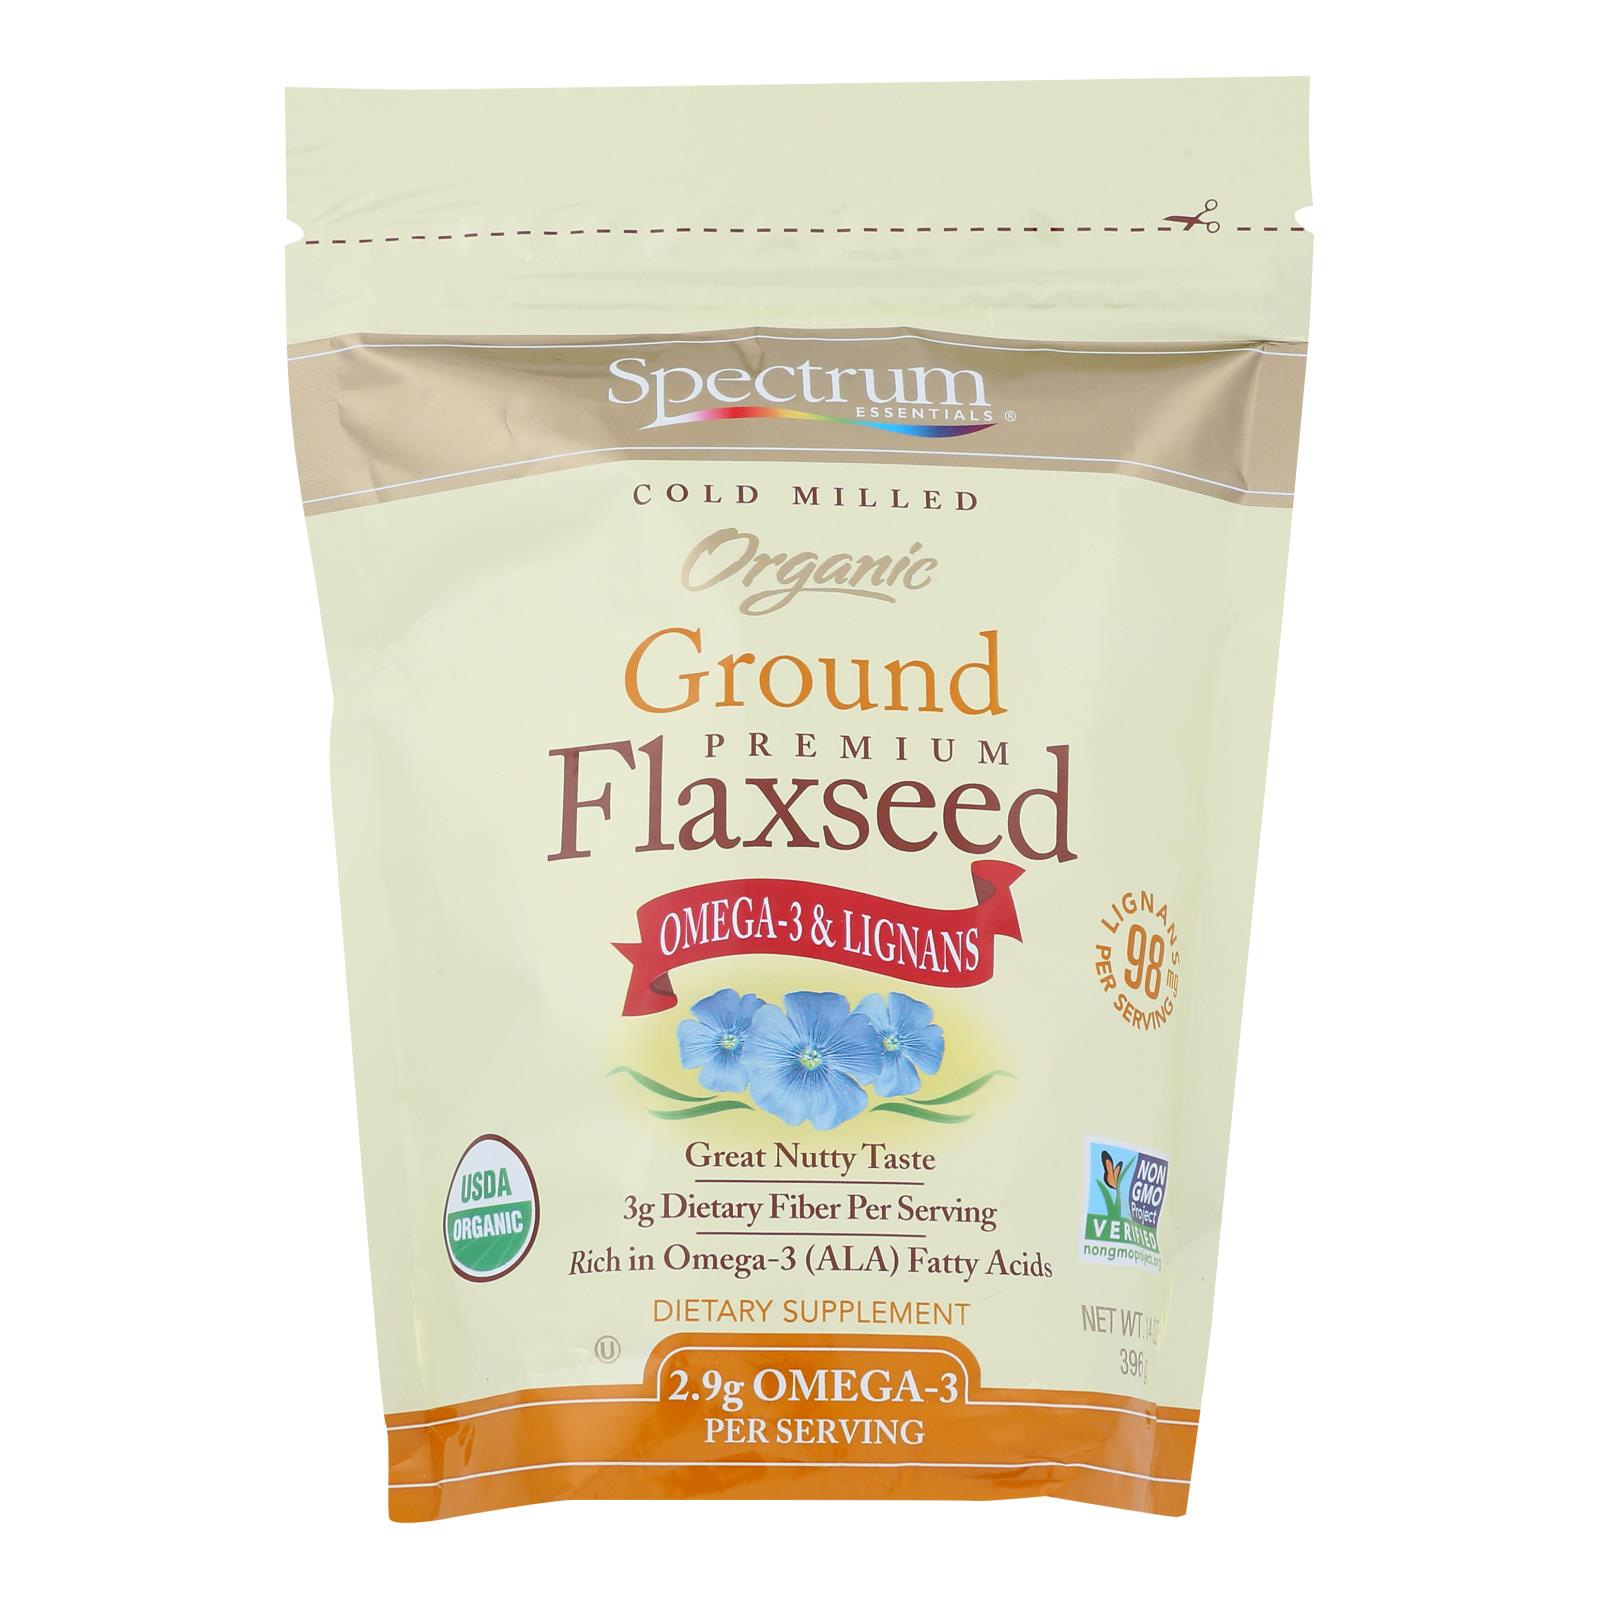 Spectrum
ESSENTIALS ®
COLD MILLED
Organic
Ground
PREMIUM
Flaxseed
OMEGA-3 & LIGNANS
LIGNANS
98 mg
PER SERVING
Great Nutty Taste
3g Dietary Fiber Per Serving
Rich in Omega-3 (ALA) Fatty Acids
USDA
ORGANIC
NON
GMO
Project
VERIFIED
nongmoproject.org
DIETARY SUPPLEMENT
NET WT. 14 OZ
396 g
U
2.9g OMEGA-3
PER SERVING